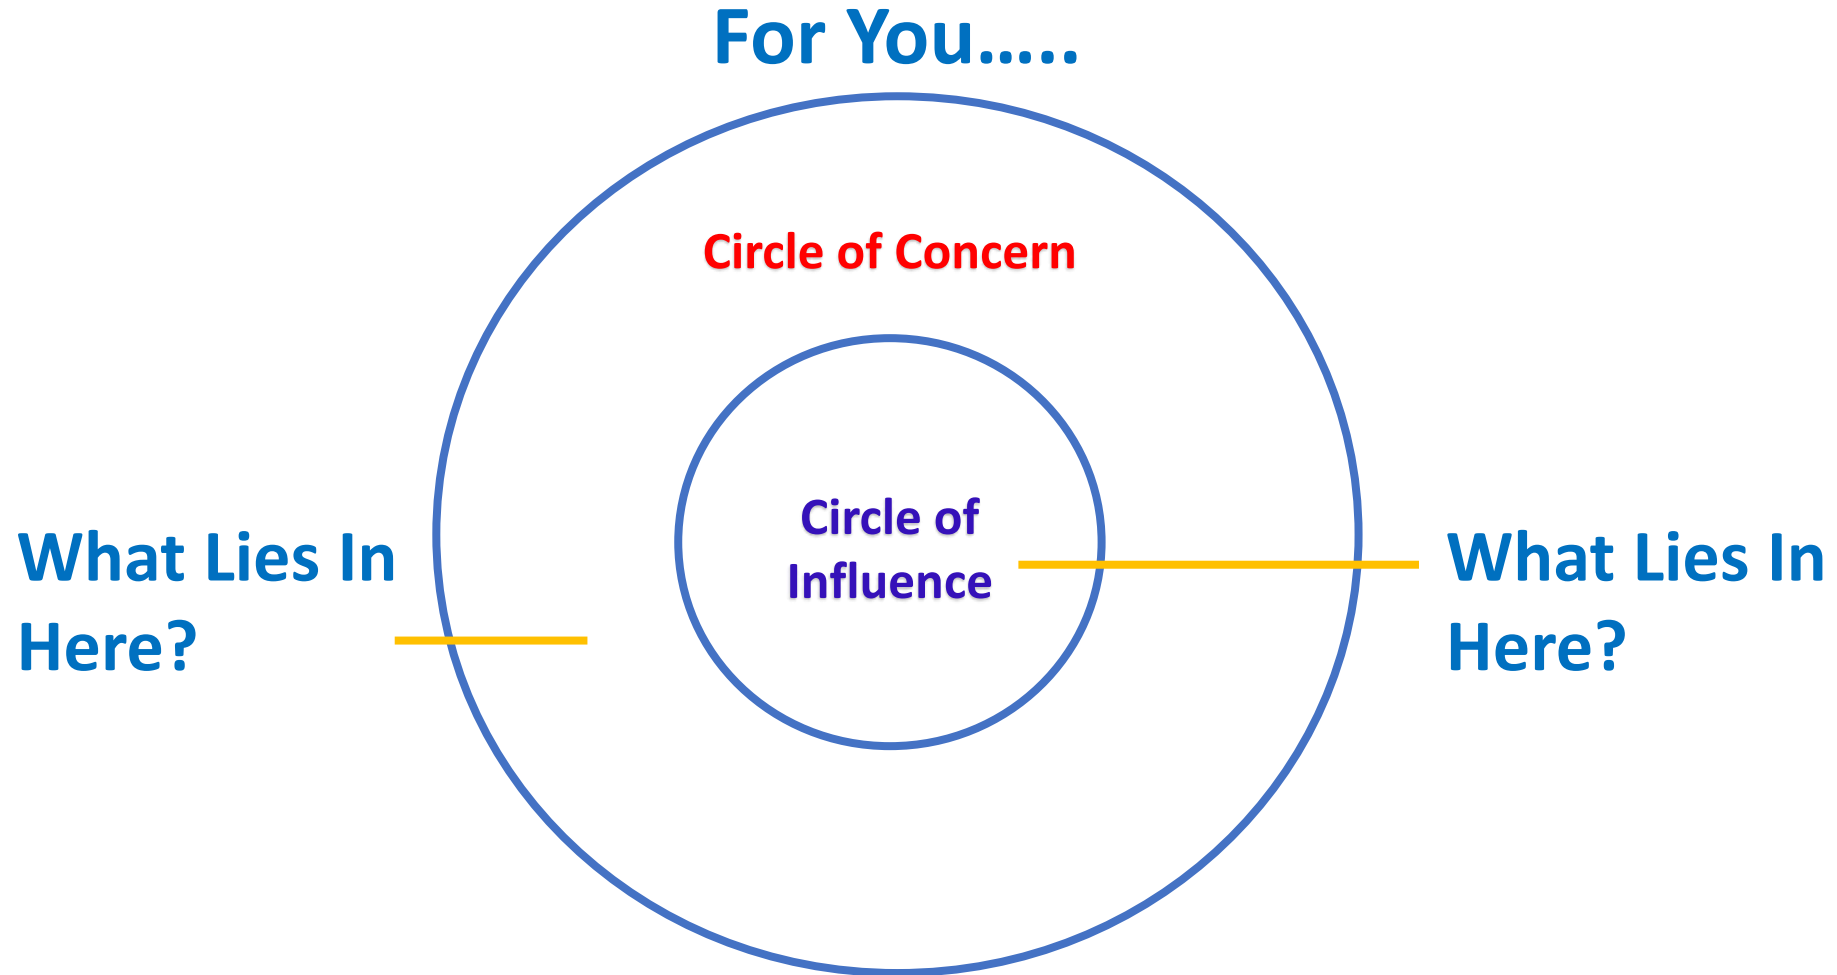 For You.....
Circle of Concern
Circle of
Influence
What Lies In
Here?
What Lies In
Here?